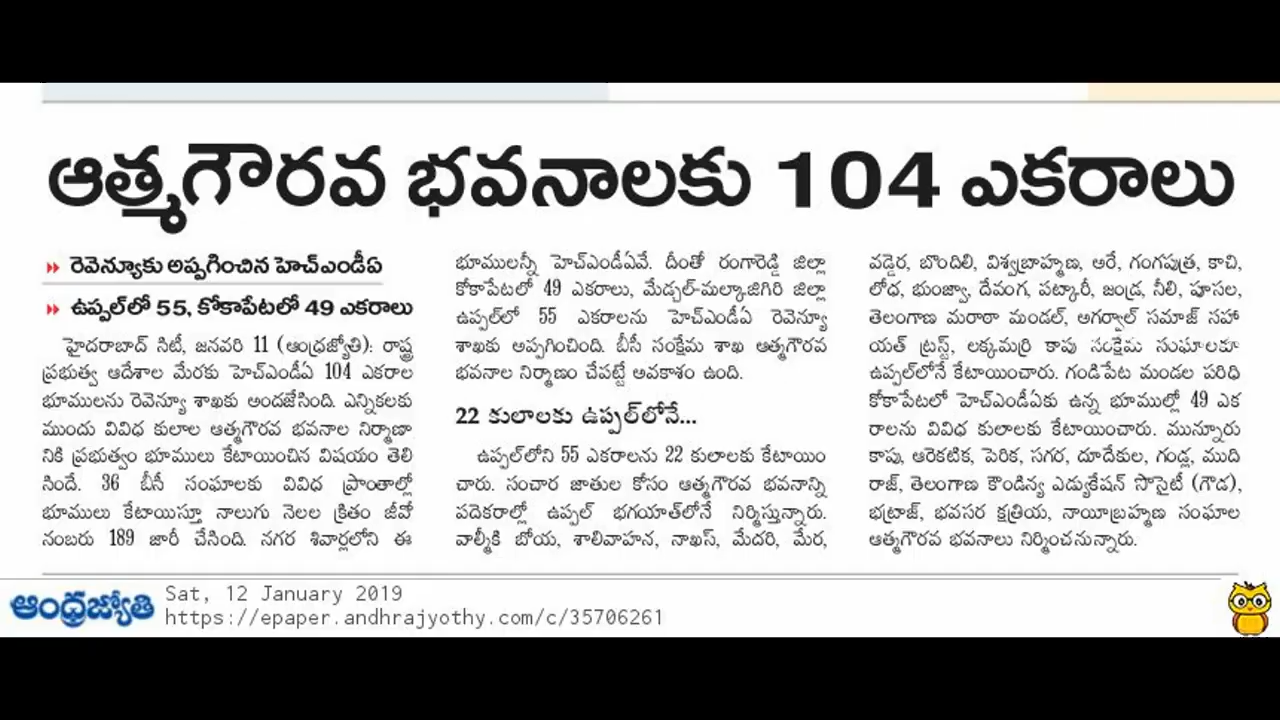 ఆత్మగౌరవ భవనాలకు 104 ఎకరాలు
రెవెన్యూకు అప్పగించిన హెచ్ఎండీఏ
ఉప్పల్‌లో 55, కోకాపేటలో 49 ఎకరాలు
హైదరాబాద్ సిటీ, జనవరి 11 (ఆంధ్రజ్యోతి): రాష్ట్ర
ప్రభుత్వ ఆదేశాల మేరకు హెచ్ఎండీఏ 104 ఎకరాల
భూములను రెవెన్యూ శాఖకు అందజేసింది. ఎన్నికలకు
ముందు వివిధ కులాల ఆత్మగౌరవ భవనాల నిర్మాణా
నికి ప్రభుత్వం భూములు కేటాయించిన విషయం తెలి
సిందే. 36 బీసీ సంఘాలకు వివిధ ప్రాంతాల్లో
భూములు కేటాయిస్తూ నాలుగు నెలల క్రితం జీవో
నంబరు 189 జారీ చేసింది. నగర శివార్లలోని ఈ
భూములన్నీ హెచ్ఎండీఏవే. దీంతో రంగారెడ్డి జిల్లా
కోకాపేటలో 49 ఎకరాలు, మేడ్చల్-మల్కాజిగిరి జిల్లా
ఉప్పల్‌లో 55 ఎకరాలను హెచ్ఎండీఏ రెవెన్యూ
శాఖకు అప్పగించింది. బీసీ సంక్షేమ శాఖ ఆత్మగౌరవ
భవనాల నిర్మాణం చేపట్టే అవకాశం ఉంది.
22 కులాలకు ఉప్పల్‌లోనే...
ఉప్పల్‌లోని 55 ఎకరాలను 22 కులాలకు కేటాయిం
చారు. సంచార జాతుల కోసం ఆత్మగౌరవ భవనాన్ని
పదెకరాల్లో ఉప్పల్ భగయత్‌లోనే నిర్మిస్తున్నారు.
వాల్మీకి బోయ, శాలివాహన, నాఖస్, మేదరి, మేర,
వడ్డెర, బొందిలి, విశ్వబ్రాహ్మణ, అరే, గంగపుత్ర, కాచి,
లోధ, భుంజ్వా, దేవంగ, పట్కారీ, జండ్ర, నీలి, పూసల,
తెలంగాణ మరాఠా మండల్, అగర్వాల్ సమాజ్ సహా
యత్ ట్రస్ట్, లక్కమర్రి కాపు సంక్షేమ సంఘాలకూ
ఉప్పల్‌లోనే కేటాయించారు. గండిపేట మండల పరిధి
కోకాపేటలో హెచ్ఎండీఏకు ఉన్న భూముల్లో 49 ఎక
రాలను వివిధ కులాలకు కేటాయించారు. మున్నూరు
కాపు, ఆరెకటిక, పెరిక, సగర, దూదేకుల, గండ్ల, ముది
రాజ్, తెలంగాణ కౌండిన్య ఎడ్యుకేషన్ సొసైటీ (గౌడ),
భట్రాజ్, భవసర క్షత్రియ, నాయీబ్రహ్మణ సంఘాల
ఆత్మగౌరవ భవనాలు నిర్మించనున్నారు.
ఆంధ్రజ్యోతి
Sat, 12 January 2019
https://epaper.andhrajyothy.com/c/35706261